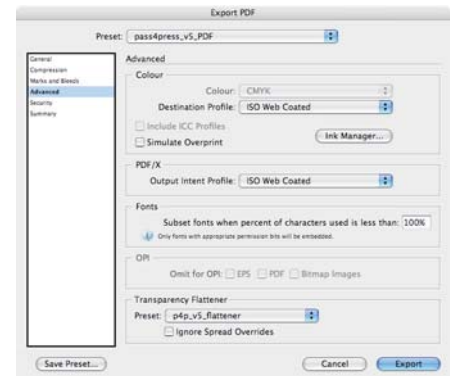 Export PDF
Preset: pass4press_v5_PDF
General
Compression
Marks and Bleeds
Advanced
Security
Summary
Advanced
Colour
Colour: CMYK
Destination Profile: ISO Web Coated
Include ICC Profiles
Simulate Overprint
Ink Manager...
PDF/X
Output Intent Profile: ISO Web Coated
Fonts
Subset fonts when percent of characters used is less than: 100%
Only fonts with appropriate permission bits will be embedded.
OPI
Omit for OPI: EPS PDF Bitmap Images
Transparency Flattener
Preset: p4p_v5_flattener
Ignore Spread Overrides
Save Preset... Cancel Export